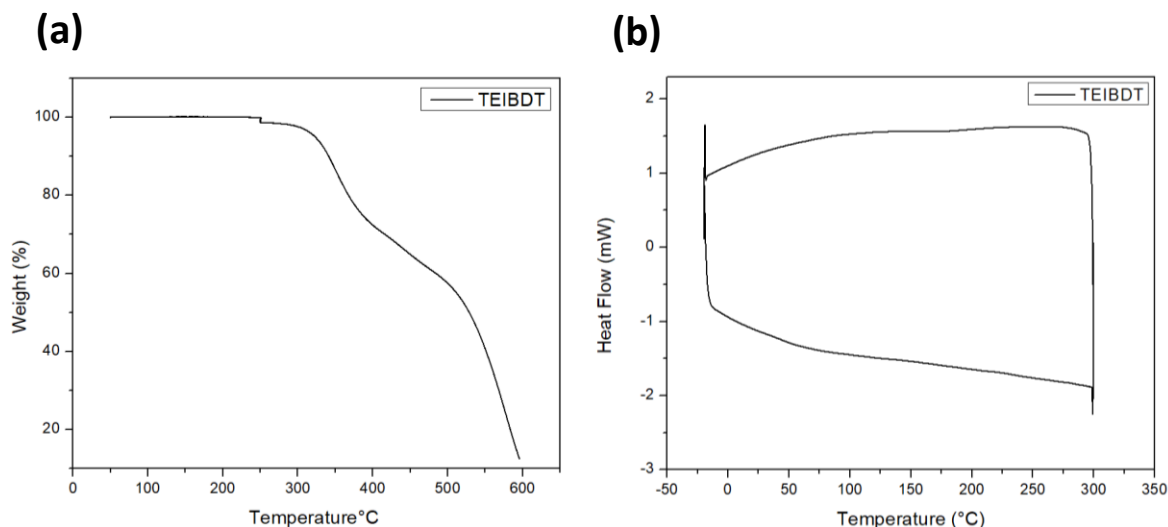 (a)
TEIBDT
100
80
60
40
20
0 100 200 300 400 500 600
Weight (%)
Temperature°C
(b)
TEIBDT
2
1
0
-1
-2
-3
-50 0 50 100 150 200 250 300 350
Heat Flow (mW)
Temperature (°C)